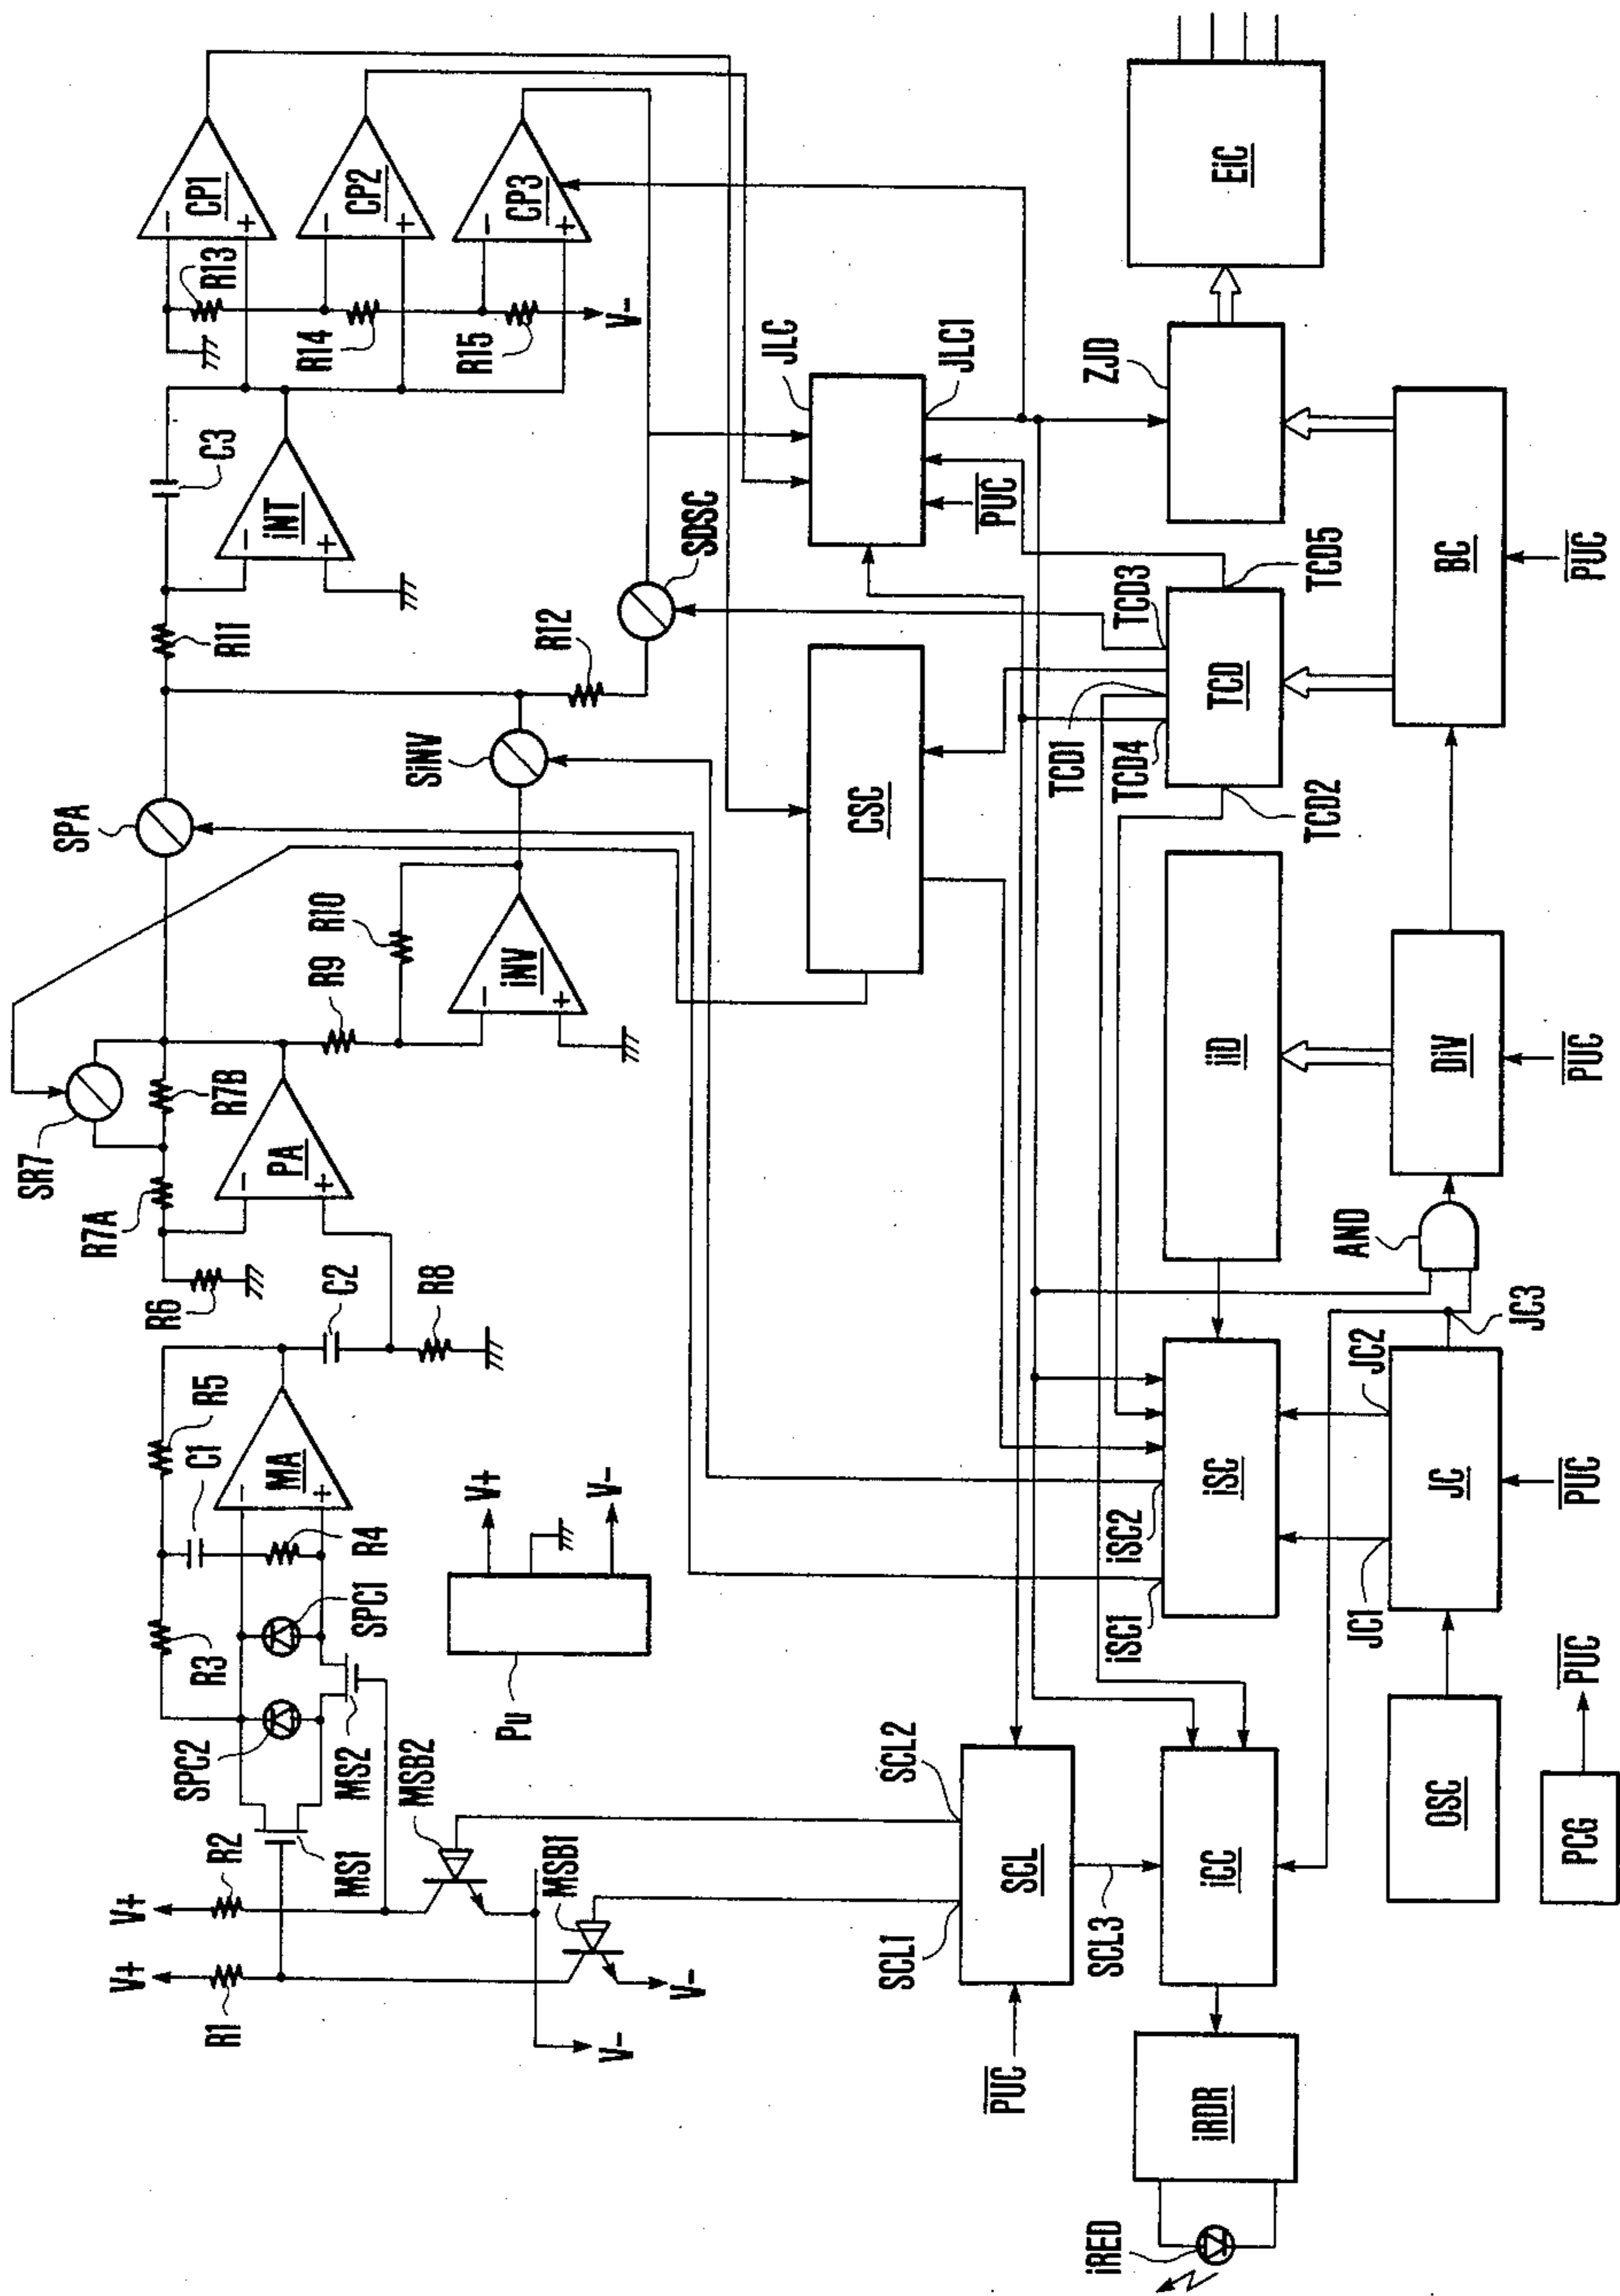 SR7
R7A
R7B
SPA
R11
C3
iNT
-
+
CP1
-
+
R13
CP2
-
+
R14
CP3
-
+
R15
V-
R6
PA
-
+
C2
R8
R9
R10
iNV
-
+
SiNV
R12
SDSC
R5
C1
MA
-
+
R4
R3
SPC1
SPC2
MS2
MS1
V+
R2
V+
R1
MSB2
MSB1
V-
V-
Pu
V+
V-
CSC
JLC
JLC1
PUC
SCL2
SCL1
SCL
SCL3
PUC
iSC2
iSC1
iSC
iiD
TCD1
TCD4
TCD3
TCD
TCD2
TCD5
ZJD
EiC
iRED
iRDR
iCC
JC1
JC2
JC
JC3
AND
DiV
BC
PUC
PUC
PUC
OSC
PCG
PUC